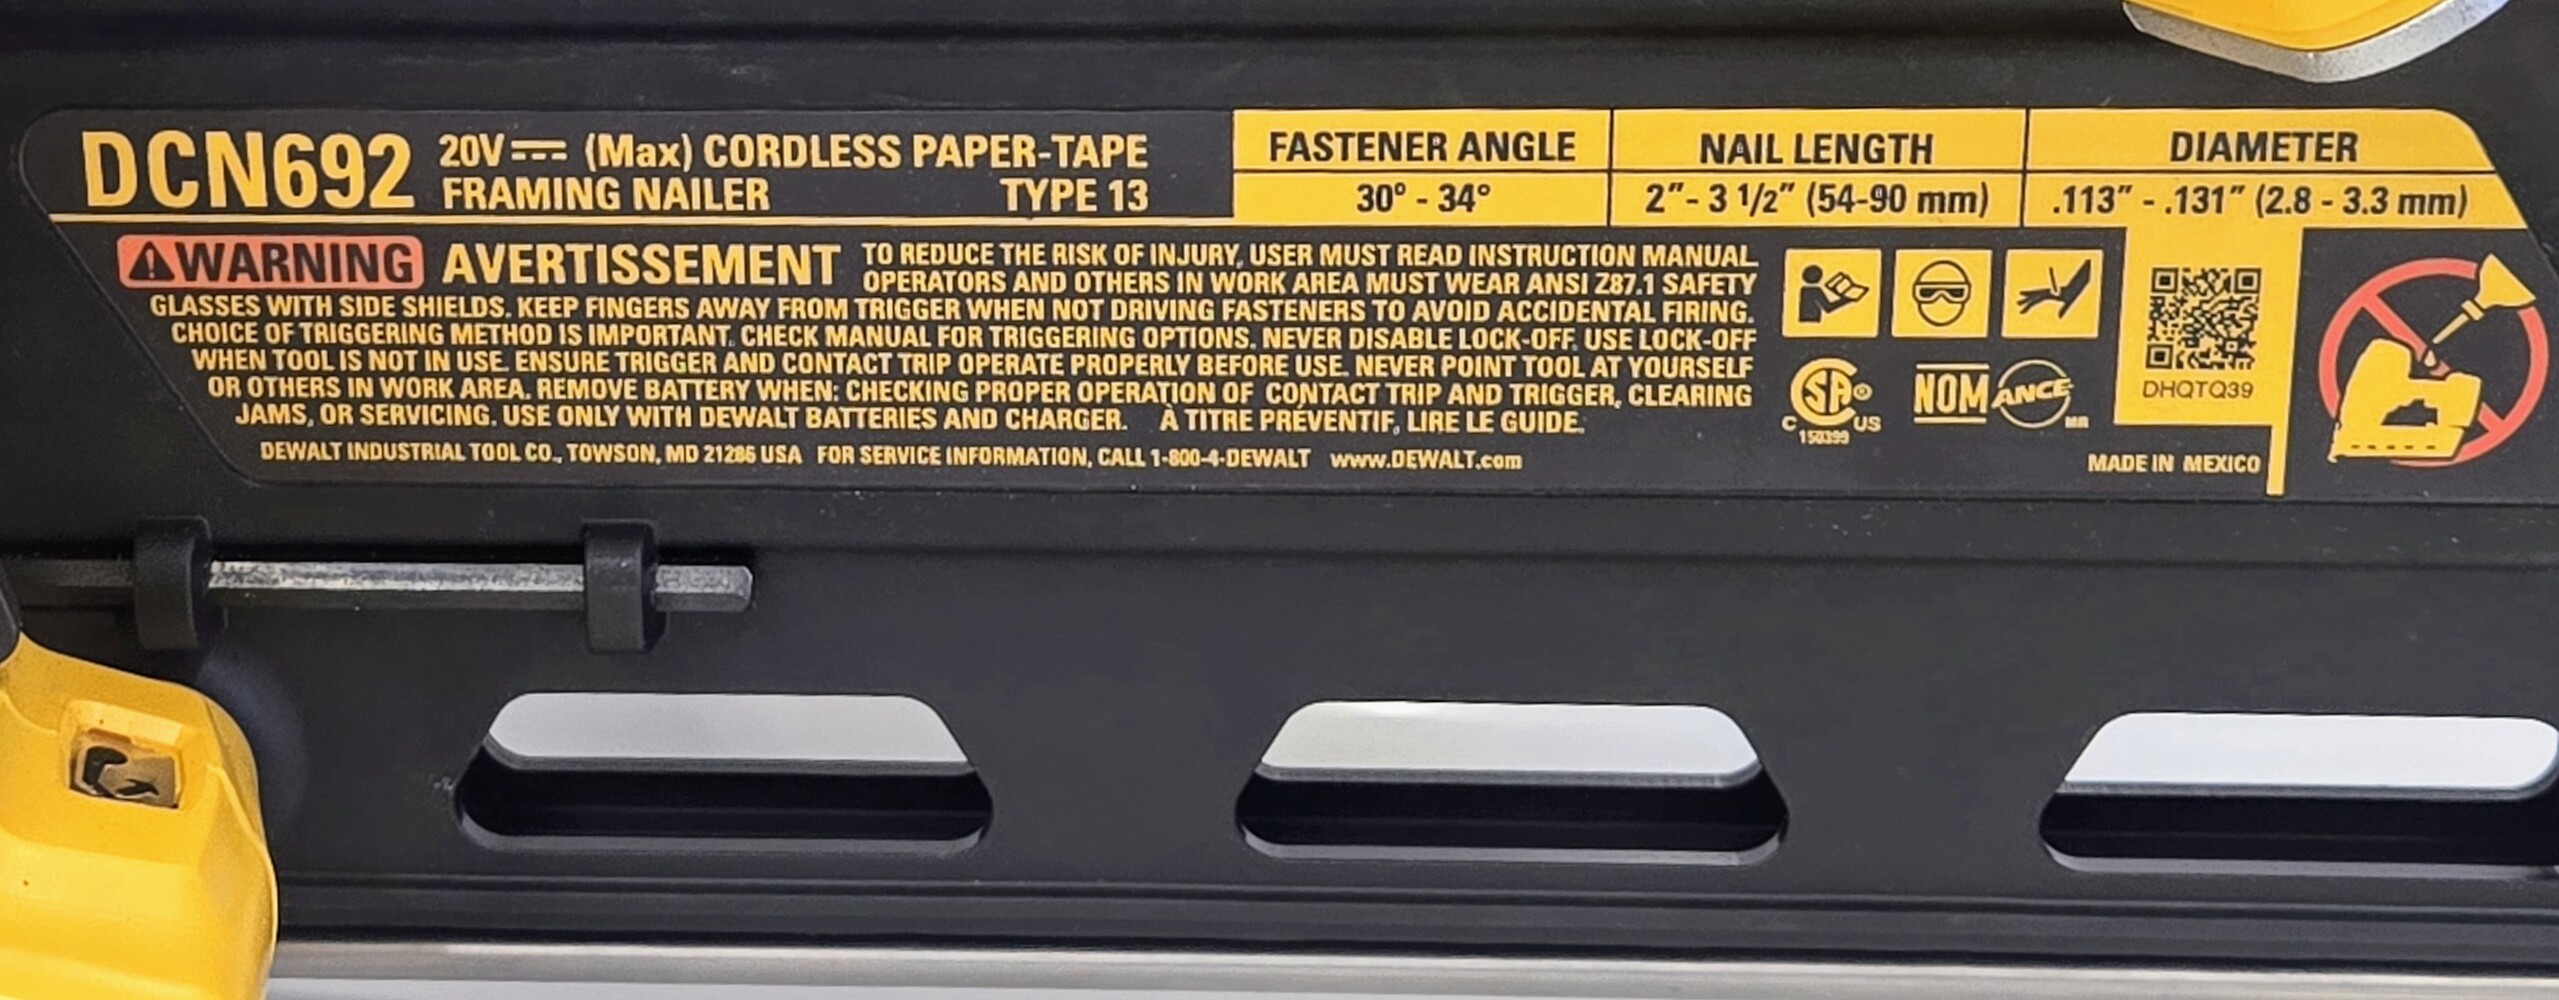 DCN692 20V (Max) CORDLESS PAPER-TAPE
FRAMING NAILER TYPE 13
FASTENER ANGLE NAIL LENGTH DIAMETER
30° - 34° 2" - 3 1/2" (54-90 mm) .113" - .131" (2.8 - 3.3 mm)
WARNING AVERTISSEMENT TO REDUCE THE RISK OF INJURY, USER MUST READ INSTRUCTION MANUAL.
OPERATORS AND OTHERS IN WORK AREA MUST WEAR ANSI Z87.1 SAFETY
GLASSES WITH SIDE SHIELDS. KEEP FINGERS AWAY FROM TRIGGER WHEN NOT DRIVING FASTENERS TO AVOID ACCIDENTAL FIRING.
CHOICE OF TRIGGERING METHOD IS IMPORTANT. CHECK MANUAL FOR TRIGGERING OPTIONS. NEVER DISABLE LOCK-OFF. USE LOCK-OFF
WHEN TOOL IS NOT IN USE. ENSURE TRIGGER AND CONTACT TRIP OPERATE PROPERLY BEFORE USE. NEVER POINT TOOL AT YOURSELF
OR OTHERS IN WORK AREA. REMOVE BATTERY WHEN: CHECKING PROPER OPERATION OF CONTACT TRIP AND TRIGGER, CLEARING
JAMS, OR SERVICING. USE ONLY WITH DEWALT BATTERIES AND CHARGER. À TITRE PRÉVENTIF, LIRE LE GUIDE.
DEWALT INDUSTRIAL TOOL CO., TOWSON, MD 21286 USA FOR SERVICE INFORMATION, CALL 1-800-4-DEWALT www.DEWALT.com
C SA® US
150399
NOM ANCE MR
DHQTQ39
MADE IN MEXICO